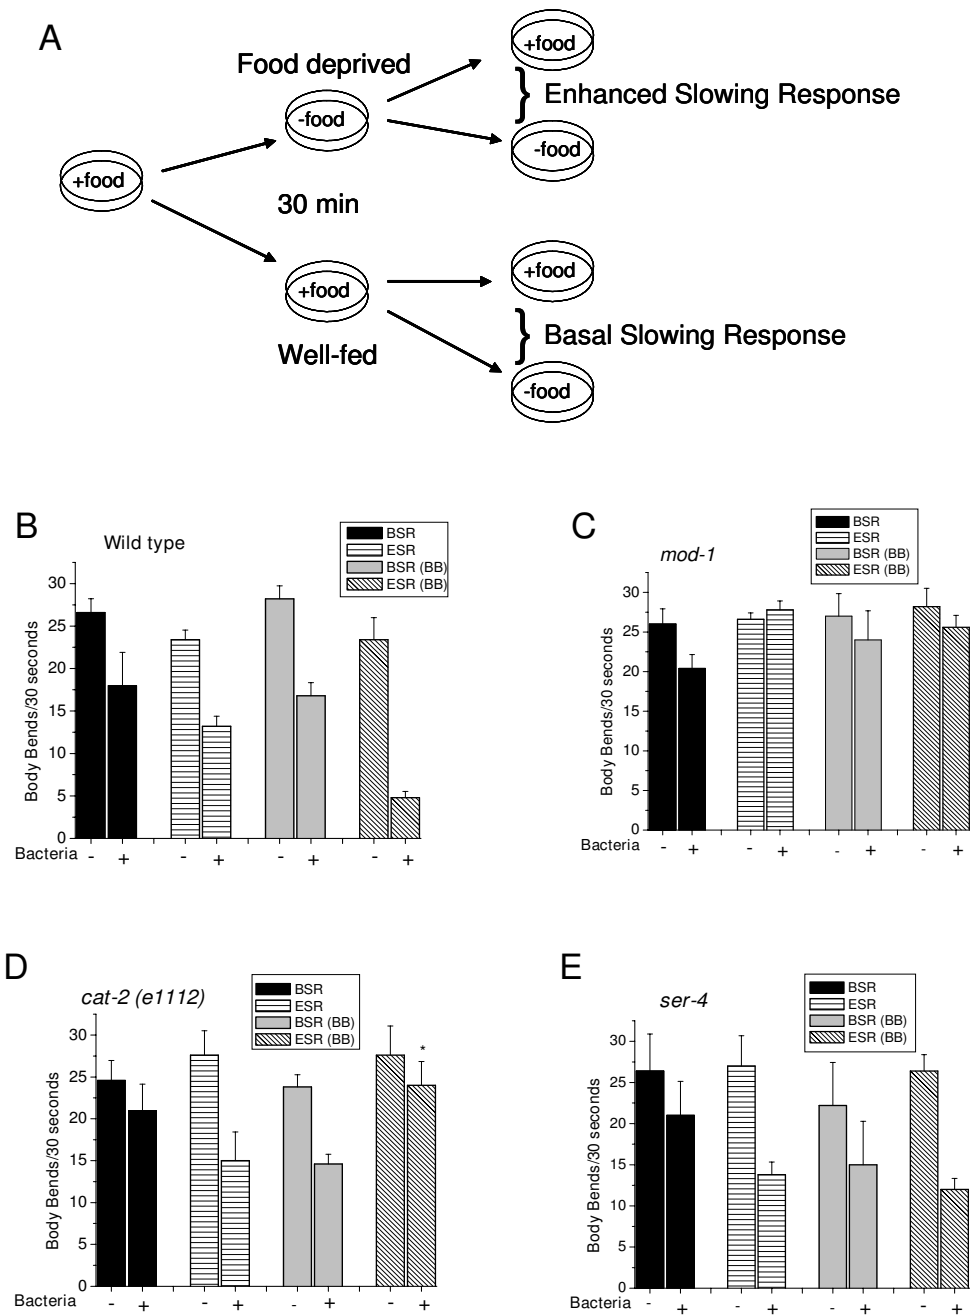 A
Food deprived
+food
Enhanced Slowing Response
}
-food
-food
+food
30 min
+food
+food
}
Basal Slowing Response
Well-fed
-food
B
Wild type
BSR
ESR
BSR (BB)
ESR (BB)
Body Bends/30 seconds
30
25
20
15
10
5
0
Bacteria - + - + - + - +
C
mod-1
BSR
ESR
BSR (BB)
ESR (BB)
Body Bends/30 seconds
30
25
20
15
10
5
0
Bacteria - + - + - + - +
D
cat-2 (e1112)
BSR
ESR
BSR (BB)
ESR (BB)
*
Body Bends/30 seconds
30
25
20
15
10
5
0
Bacteria - + - + - + - +
E
ser-4
BSR
ESR
BSR (BB)
ESR (BB)
Body Bends/30 seconds
30
25
20
15
10
5
0
Bacteria - + - + - + - +